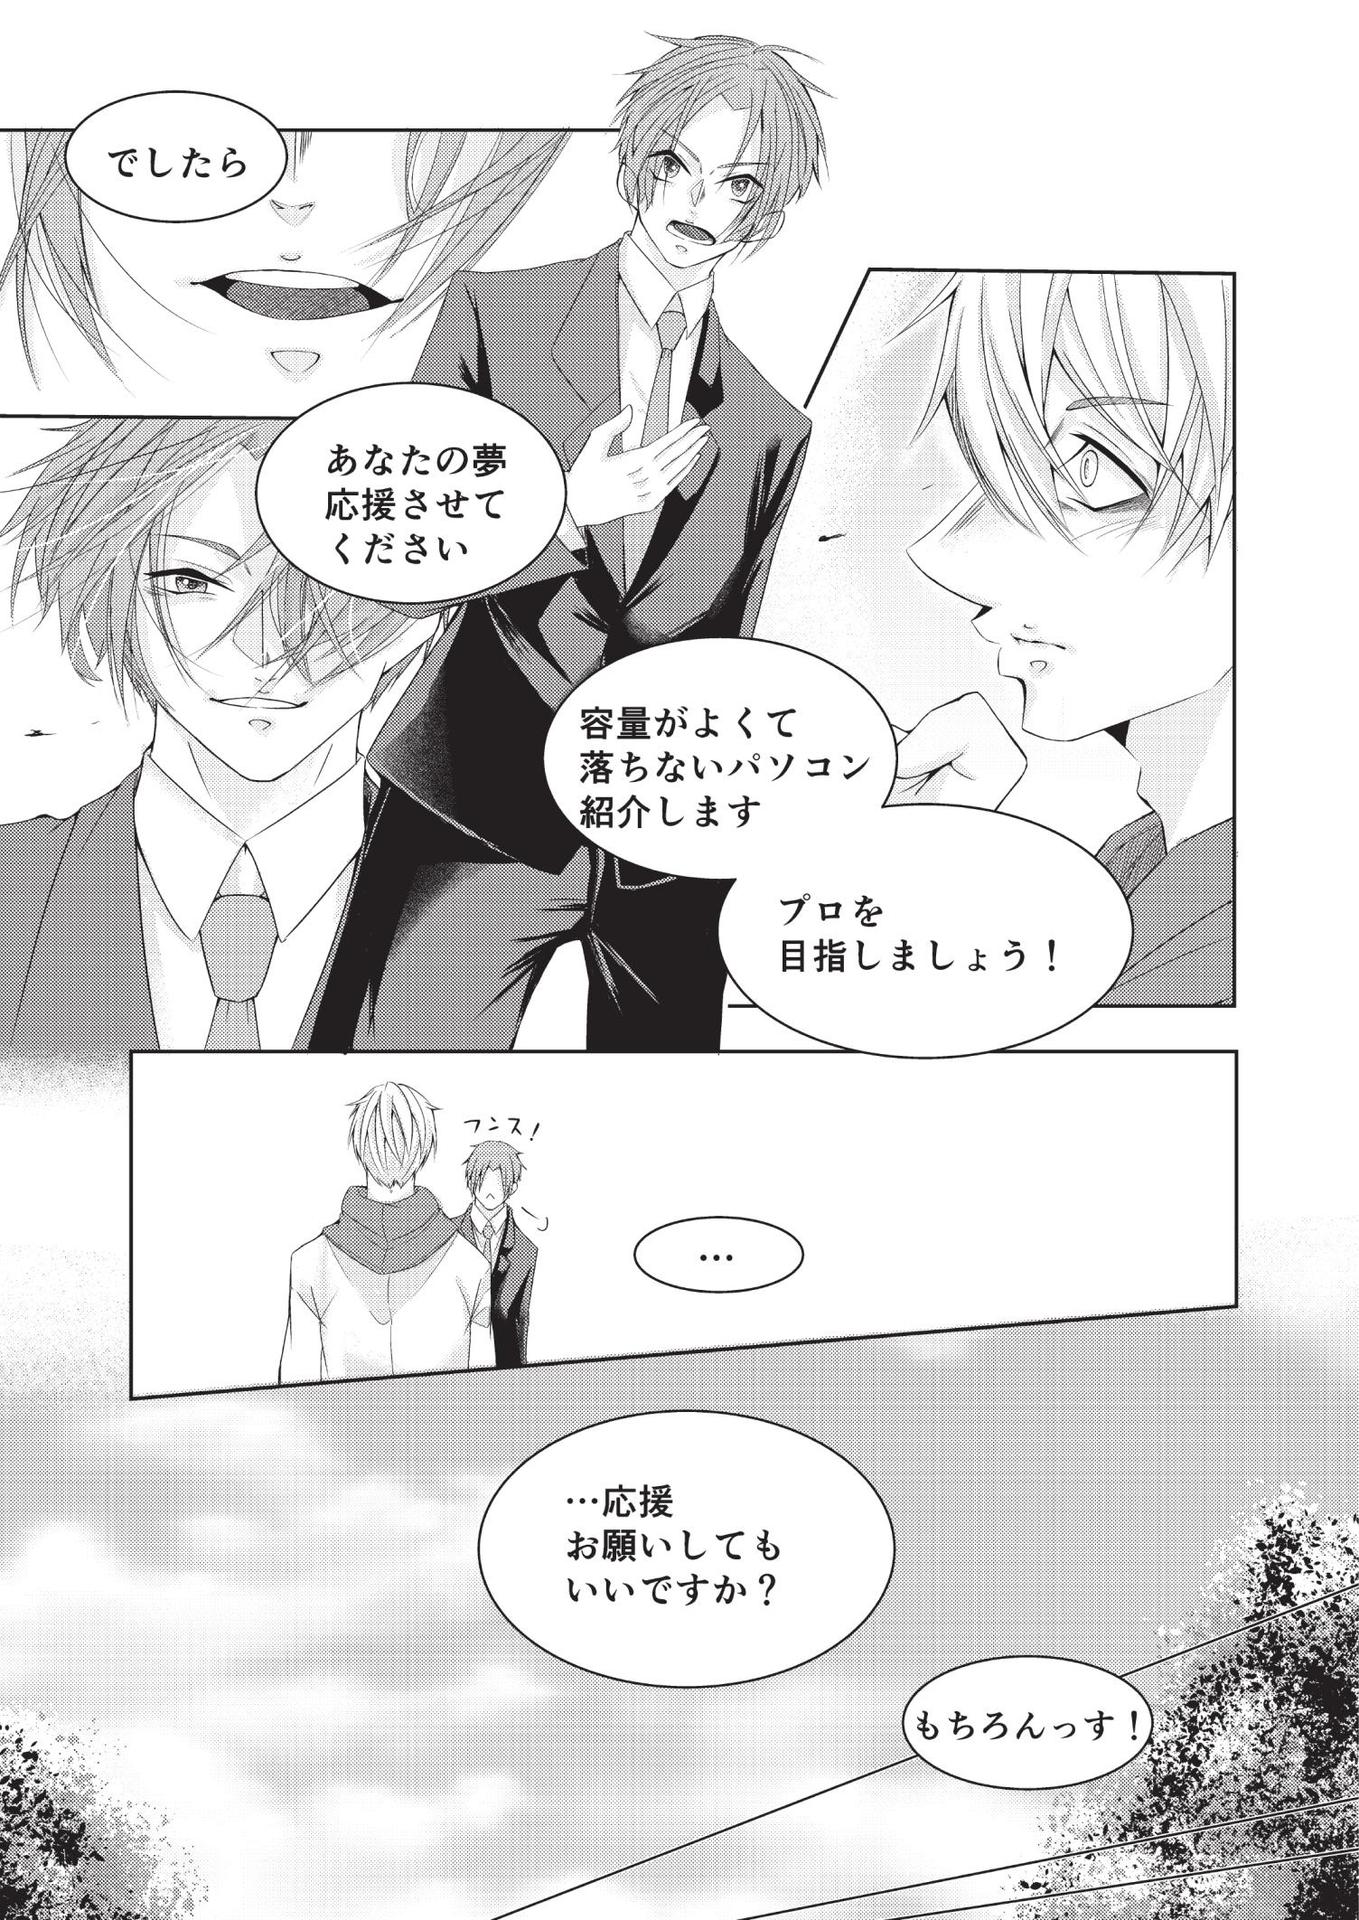 でしたら
あなたの夢
応援させて
ください
容量がよくて
落ちないパソコン
紹介します
プロを
目指しましょう！
フンス！
…
…応援
お願いしても
いいですか？
もちろんっす！